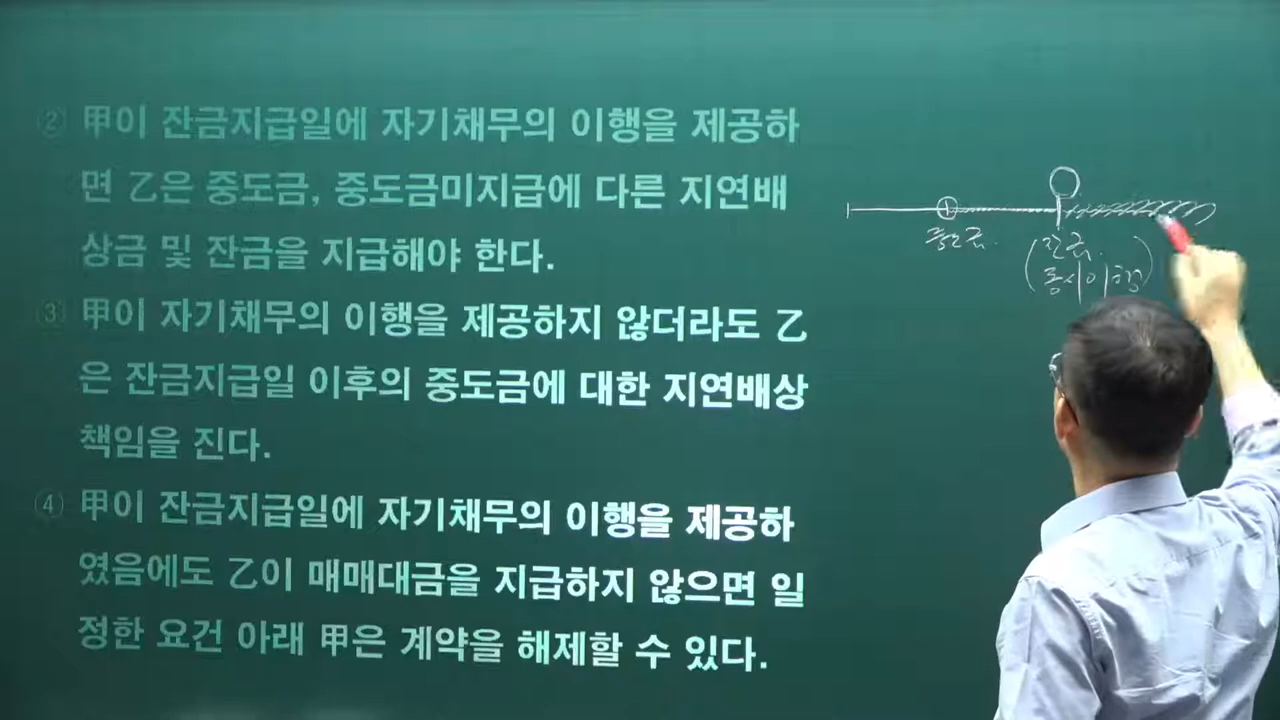 ② 甲이 잔금지급일에 자기채무의 이행을 제공하
면 乙은 중도금, 중도금미지급에 다른 지연배
상금 및 잔금을 지급해야 한다.
③ 甲이 자기채무의 이행을 제공하지 않더라도 乙
은 잔금지급일 이후의 중도금에 대한 지연배상
책임을 진다.
④ 甲이 잔금지급일에 자기채무의 이행을 제공하
였음에도 乙이 매매대금을 지급하지 않으면 일
정한 요건 아래 甲은 계약을 해제할 수 있다.
중도금.
(잔금.
동시이행)